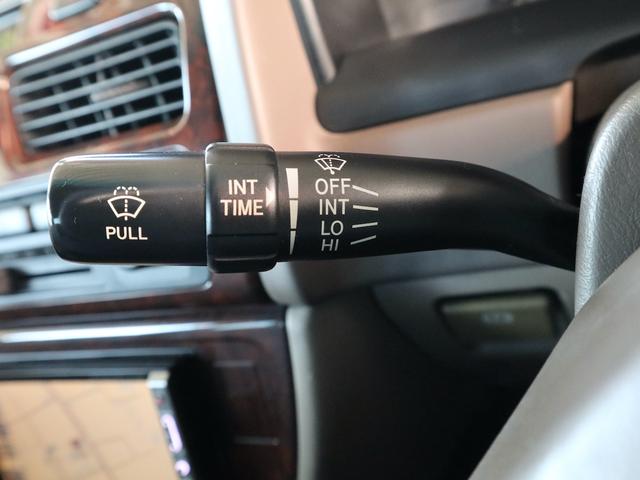 PULL
INT
TIME
OFF
INT
LO
HI